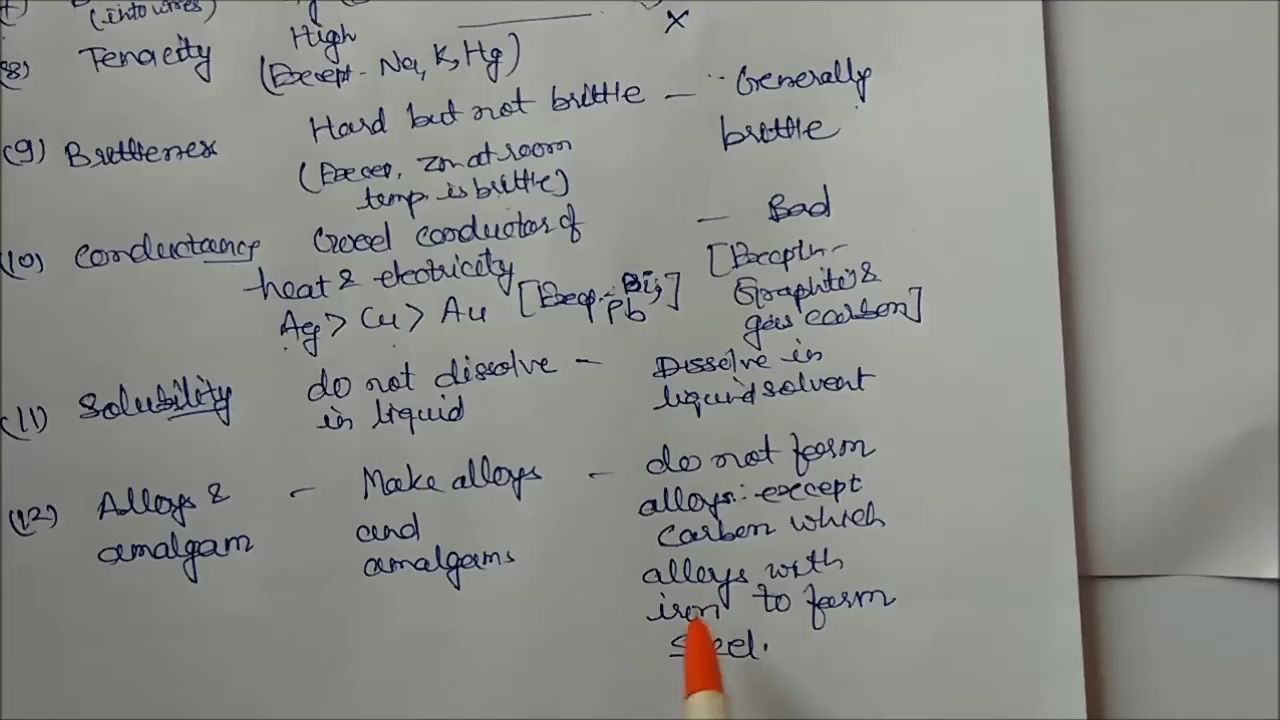 (into wires)
(8) Tenacity High — X
(Except - Na, K, Hg)
(9) Brittleness Hard but not brittle — Generally
brittle
(Excep, Zn at room
temp. is brittle)
(10) Conductance Good conductor of — Bad
heat & electricity [Except-
Graphite &
gas carbon]
Ag > Cu > Au [Excep - Bi, Pb]
(11) Solubility do not dissolve — Dissolve in
in liquid liquid solvent
(12) Alloys & — Make alloys — do not form
amalgam and alloys: except
amalgams carbon which
alloys with
iron to form
steel.